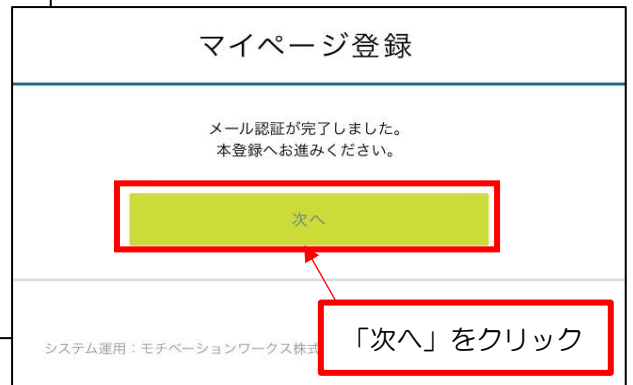 マイページ登録
メール認証が完了しました。
本登録へお進みください。
次へ
「次へ」をクリック
システム運用：モチベーションワークス株式